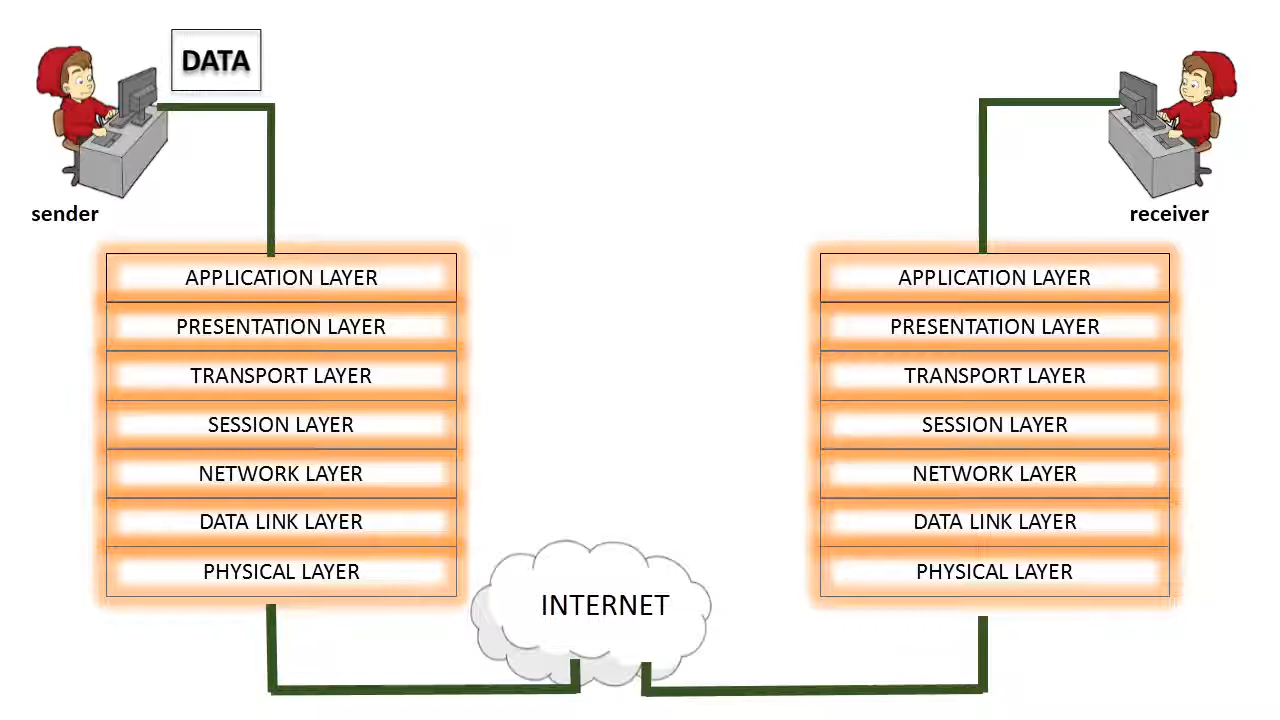 DATA
sender
receiver
APPLICATION LAYER
PRESENTATION LAYER
TRANSPORT LAYER
SESSION LAYER
NETWORK LAYER
DATA LINK LAYER
PHYSICAL LAYER
APPLICATION LAYER
PRESENTATION LAYER
TRANSPORT LAYER
SESSION LAYER
NETWORK LAYER
DATA LINK LAYER
PHYSICAL LAYER
INTERNET